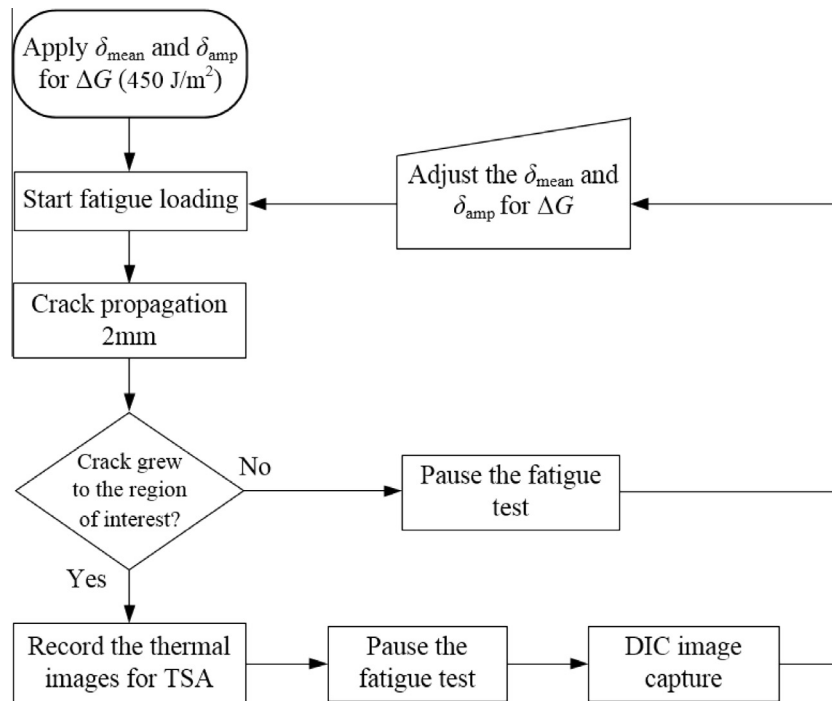 Apply δmean and δamp
for ΔG (450 J/m²)
Start fatigue loading
Adjust the δmean and
δamp for ΔG
Crack propagation
2mm
Crack grew
to the region
of interest?
No
Pause the fatigue
test
Yes
Record the thermal
images for TSA
Pause the
fatigue test
DIC image
capture